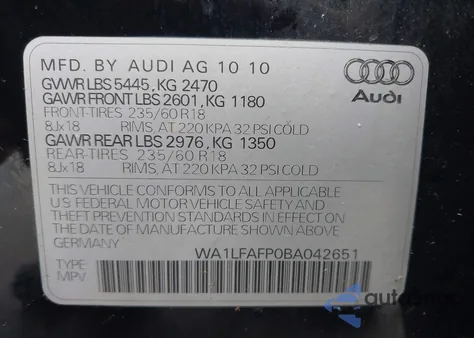 MFD. BY AUDI AG 10 10
GVWR LBS 5445, KG 2470
GAWR FRONT LBS 2601, KG 1180
FRONT-TIRES 235/60 R18
8Jx18 RIMS, AT 220 KPA 32 PSI COLD
GAWR REAR LBS 2976, KG 1350
REAR-TIRES 235/60 R18
8Jx18 RIMS, AT 220 KPA 32 PSI COLD
THIS VEHICLE CONFORMS TO ALL APPLICABLE
U.S. FEDERAL MOTOR VEHICLE SAFETY AND
THEFT PREVENTION STANDARDS IN EFFECT ON
THE DATE OF MANUFACTURE SHOWN ABOVE
GERMANY WA1LFAFP0BA042651
TYPE
MPV
Audi